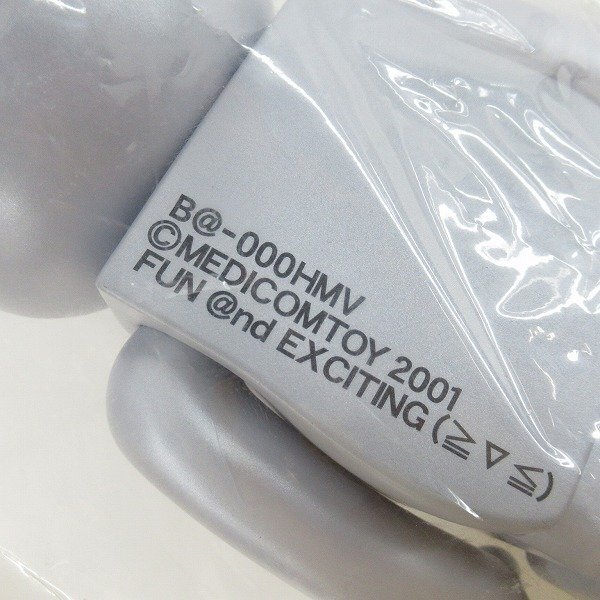 B@-000HMV
©MEDICOMTOY 2001
FUN @nd EXCITING (≧▽≦)